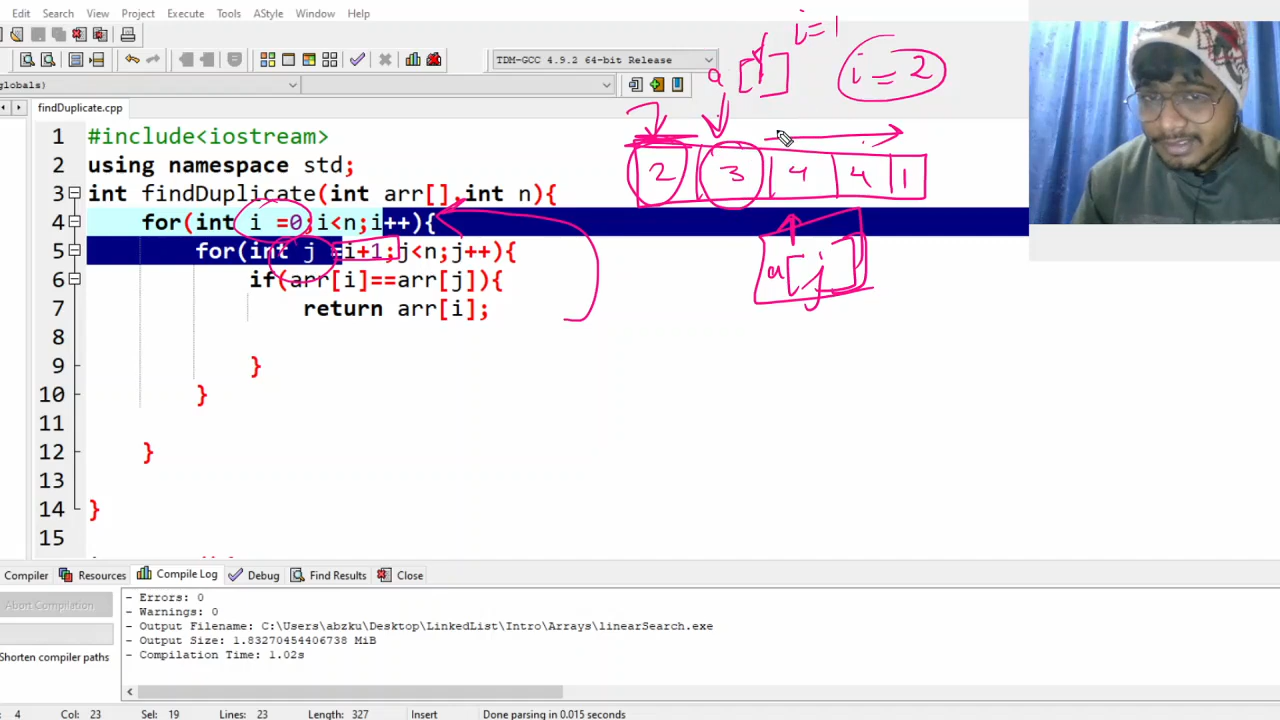 Edit Search View Project Execute Tools AStyle Window Help
TDM-GCC 4.9.2 64-bit Release
globals)
findDuplicate.cpp
1 #include<iostream>
2 using namespace std;
3 int findDuplicate(int arr[],int n){
4 for(int i =0;i<n;i++){
5 for(int j =i+1;j<n;j++){
6 if(arr[i]==arr[j]){
7 return arr[i];
8
9 }
10 }
11
12 }
13
14 }
15
i=1
i=2
2 3 4 4 1
a[j]
Compiler Resources Compile Log Debug Find Results Close
Abort Compilation
Shorten compiler paths
- Errors: 0
- Warnings: 0
- Output Filename: C:\Users\abzku\Desktop\LinkedList\Intro\Arrays\linearSearch.exe
- Output Size: 1.83270454406738 MiB
- Compilation Time: 1.02s
4 Col: 23 Sel: 19 Lines: 23 Length: 327 Insert Done parsing in 0.015 seconds